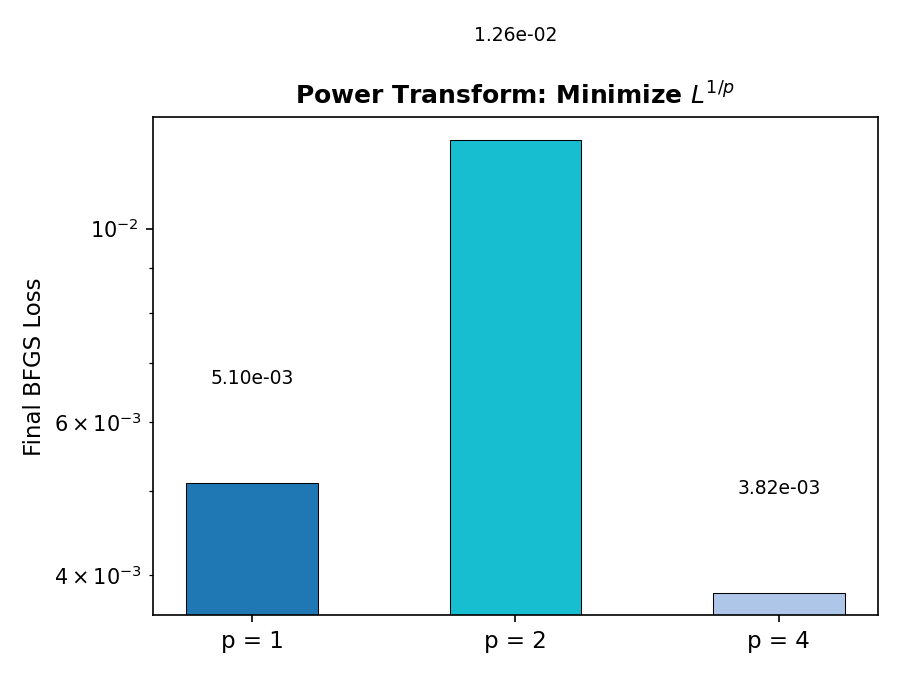 1.26e-02
Power Transform: Minimize $L^{1/p}$
Final BFGS Loss
10⁻²
5.10e-03
6 × 10⁻³
3.82e-03
4 × 10⁻³
p = 1
p = 2
p = 4